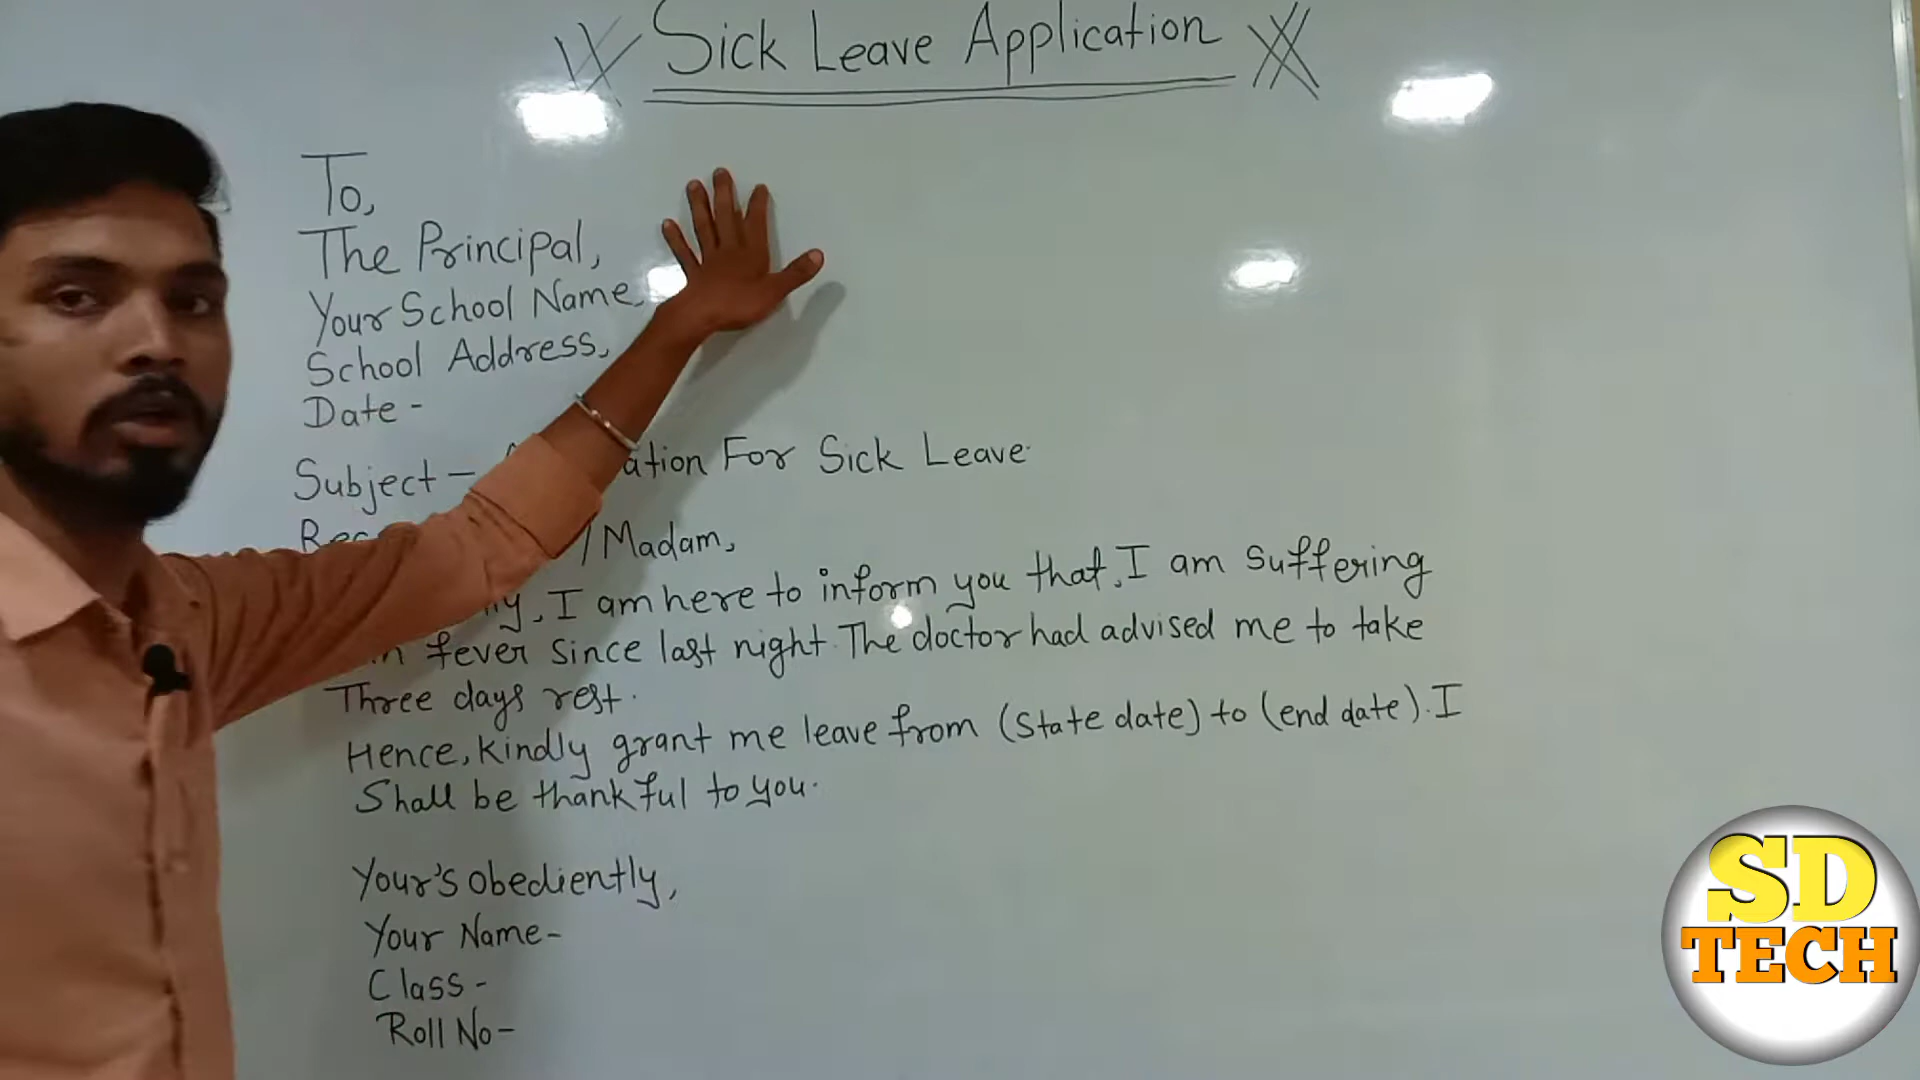 Sick Leave Application
To,
The Principal,
Your School Name
School Address,
Date -
Subject - ation For Sick Leave.
/Madam,
I am here to inform you that, I am suffering
fever since last night. The doctor had advised me to take
Three days rest.
Hence, kindly grant me leave from (State date) to (end date). I
Shall be thankful to you.
Your's obediently,
Your Name-
Class -
Roll No-
SD
TECH